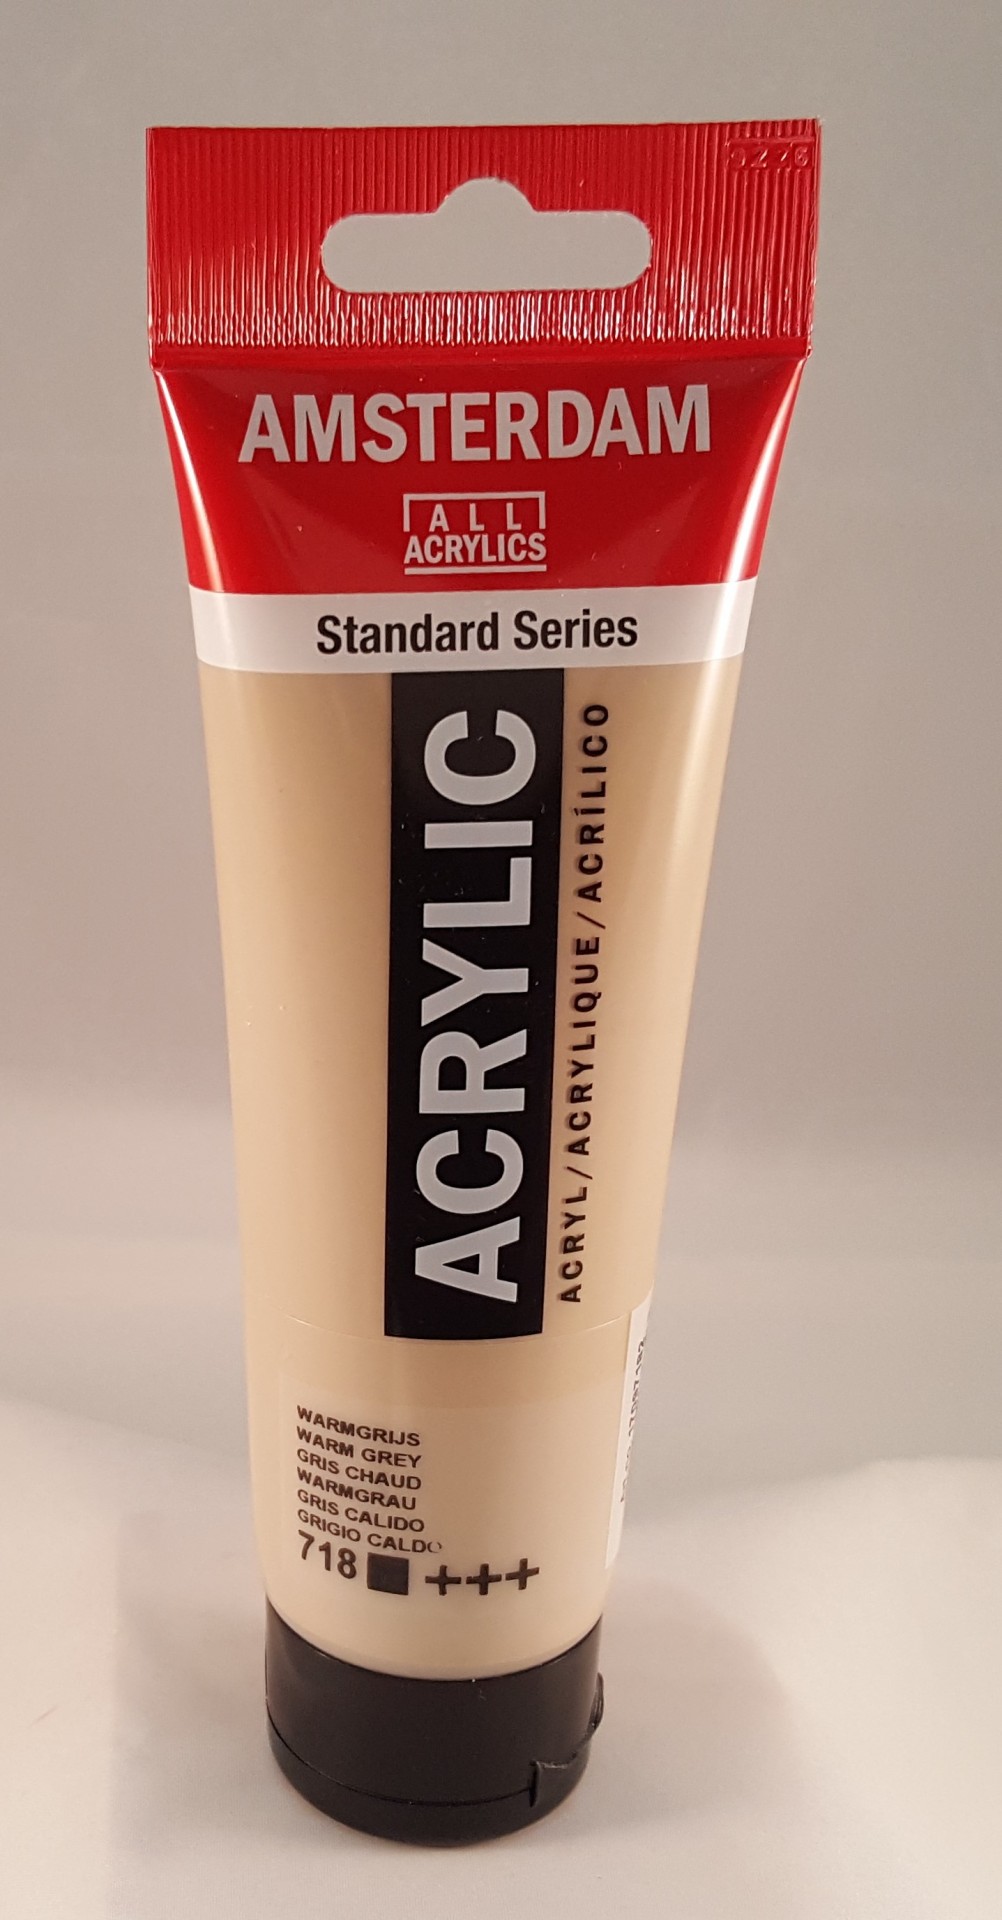 AMSTERDAM
ALL
ACRYLICS
Standard Series
ACRYLIC
ACRYL/ACRYLIQUE/ACRÍLICO
WARMGRIJS
WARM GREY
GRIS CHAUD
WARMGRAU
GRIS CALIDO
GRIGIO CALDO
718 +++